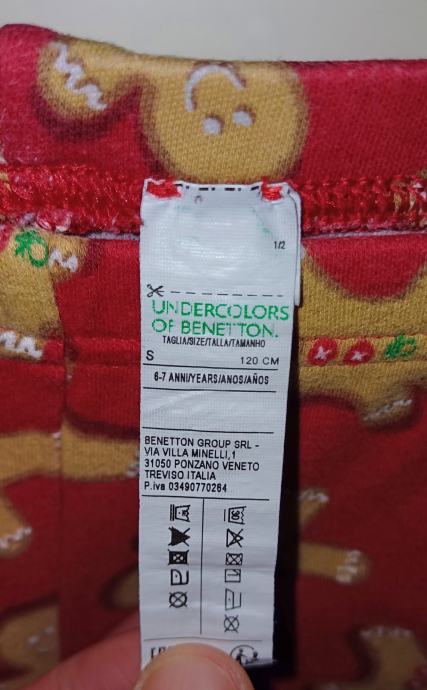 1/2
UNDERCOLORS
OF BENETTON.
TAGLIA/SIZE/TALLA/TAMANHO
S 120 CM
6-7 ANNI/YEARS/ANOS/AÑOS
BENETTON GROUP SRL -
VIA VILLA MINELLI,1
31050 PONZANO VENETO
TREVISO ITALIA
P.iva 03490770264